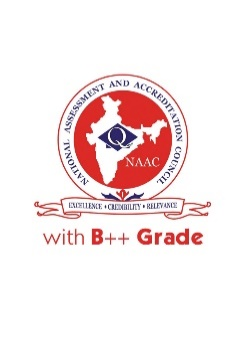 NATIONAL ASSESSMENT AND ACCREDITATION COUNCIL
Q
NAAC
EXCELLENCE • CREDIBILITY • RELEVANCE
with B++ Grade